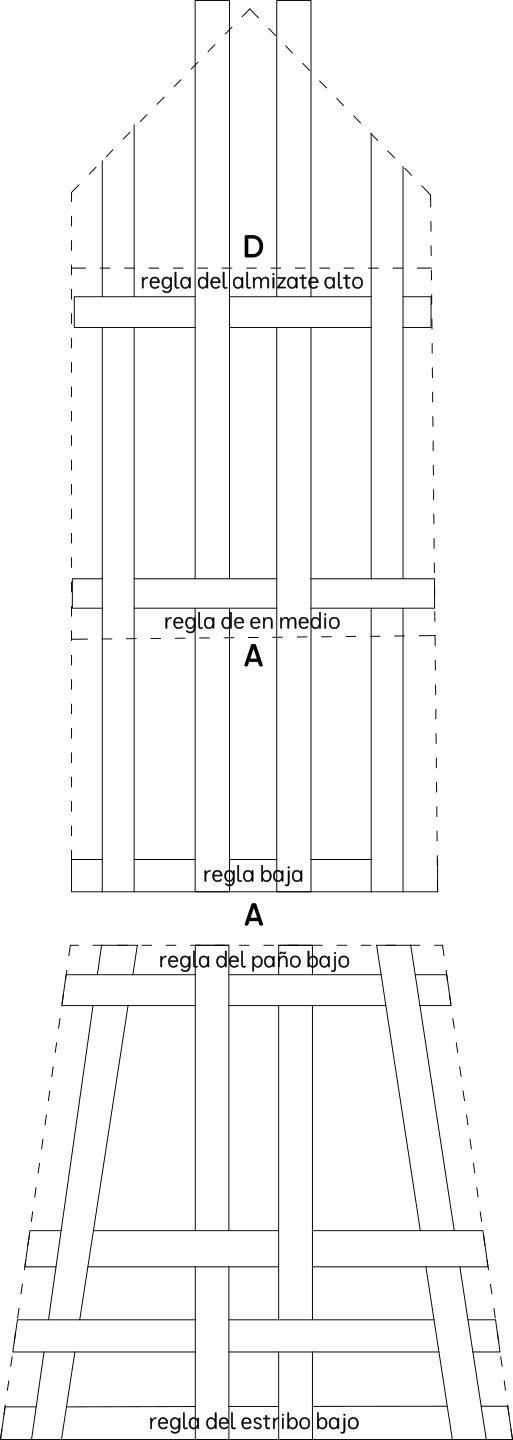 D
regla del almizate alto
regla de en medio
A
regla baja
A
regla del paño bajo
regla del estribo bajo